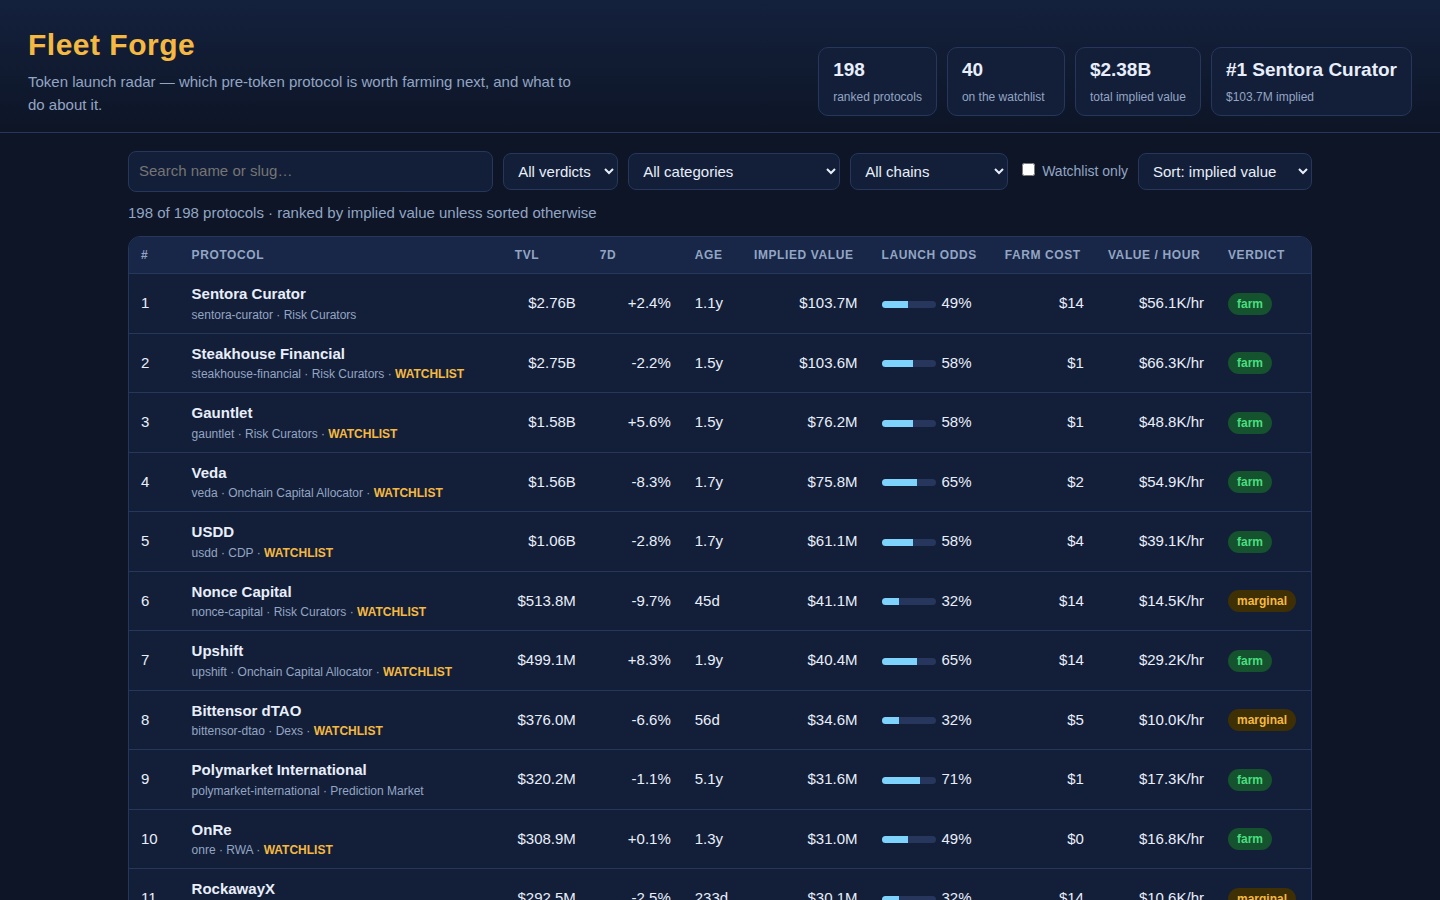 Fleet Forge
Token launch radar — which pre-token protocol is worth farming next, and what to
do about it.
198
ranked protocols
40
on the watchlist
$2.38B
total implied value
#1 Sentora Curator
$103.7M implied
Search name or slug… All verdicts All categories All chains Watchlist only Sort: implied value
198 of 198 protocols · ranked by implied value unless sorted otherwise
# PROTOCOL TVL 7D AGE IMPLIED VALUE LAUNCH ODDS FARM COST VALUE / HOUR VERDICT
1 Sentora Curator $2.76B +2.4% 1.1y $103.7M 49% $14 $56.1K/hr farm
sentora-curator · Risk Curators
2 Steakhouse Financial $2.75B -2.2% 1.5y $103.6M 58% $1 $66.3K/hr farm
steakhouse-financial · Risk Curators · WATCHLIST
3 Gauntlet $1.58B +5.6% 1.5y $76.2M 58% $1 $48.8K/hr farm
gauntlet · Risk Curators · WATCHLIST
4 Veda $1.56B -8.3% 1.7y $75.8M 65% $2 $54.9K/hr farm
veda · Onchain Capital Allocator · WATCHLIST
5 USDD $1.06B -2.8% 1.7y $61.1M 58% $4 $39.1K/hr farm
usdd · CDP · WATCHLIST
6 Nonce Capital $513.8M -9.7% 45d $41.1M 32% $14 $14.5K/hr marginal
nonce-capital · Risk Curators · WATCHLIST
7 Upshift $499.1M +8.3% 1.9y $40.4M 65% $14 $29.2K/hr farm
upshift · Onchain Capital Allocator · WATCHLIST
8 Bittensor dTAO $376.0M -6.6% 56d $34.6M 32% $5 $10.0K/hr marginal
bittensor-dtao · Dexs · WATCHLIST
9 Polymarket International $320.2M -1.1% 5.1y $31.6M 71% $1 $17.3K/hr farm
polymarket-international · Prediction Market
10 OnRe $308.9M +0.1% 1.3y $31.0M 49% $0 $16.8K/hr farm
onre · RWA · WATCHLIST
11 RockawayX $292.5M -2.5% 233d $30.1M 32% $14 $10.6K/hr marginal